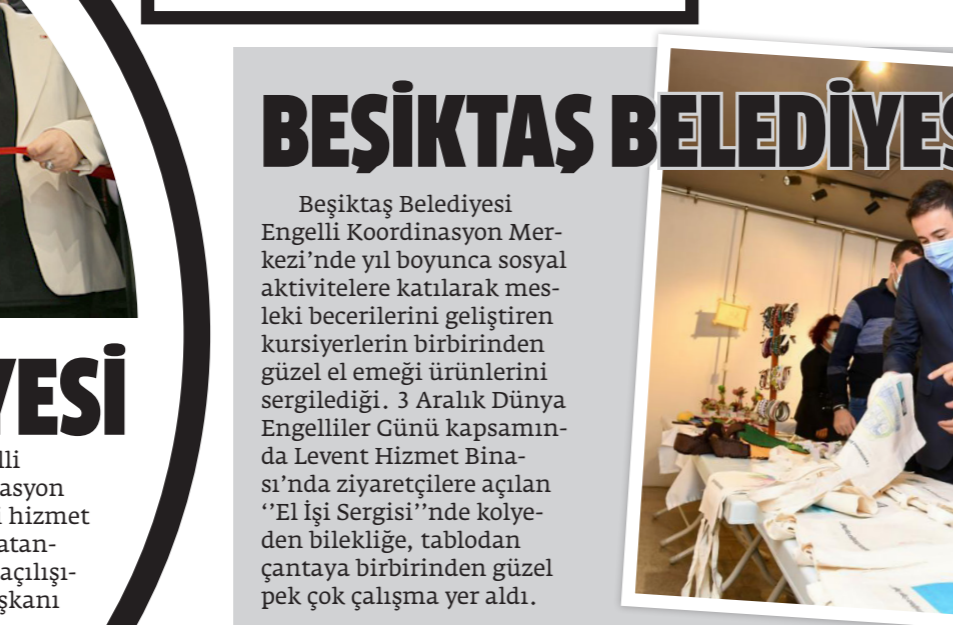 BEŞİKTAŞ BELEDİYES
Beşiktaş Belediyesi
Engelli Koordinasyon Mer-
kezi’nde yıl boyunca sosyal
aktivitelere katılarak mes-
leki becerilerini geliştiren
kursiyerlerin birbirinden
güzel el emeği ürünlerini
sergilediği. 3 Aralık Dünya
Engelliler Günü kapsamın-
da Levent Hizmet Bina-
sı’nda ziyaretçilere açılan
‘‘El İşi Sergisi’’nde kolye-
den bilekliğe, tablodan
çantaya birbirinden güzel
pek çok çalışma yer aldı.
YESİ
lli
asyon
i hizmet
atan-
açılışı-
şkanı